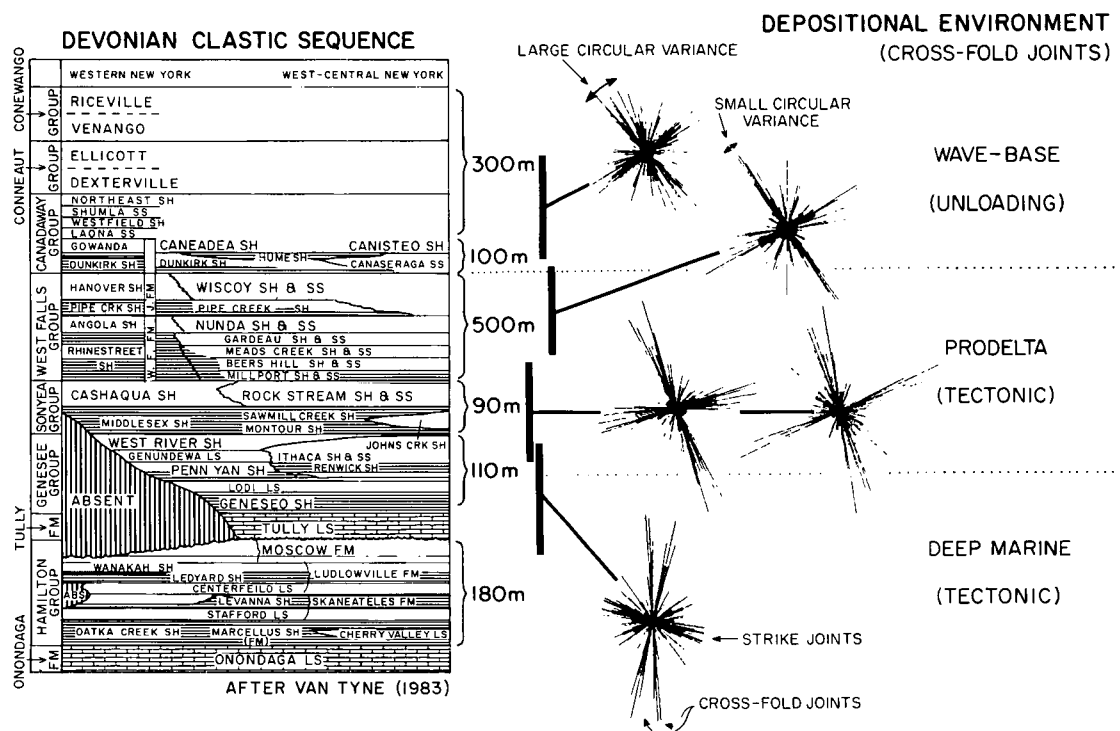 DEVONIAN CLASTIC SEQUENCE
WESTERN NEW YORK
WEST-CENTRAL NEW YORK
CONEWANGO
GROUP
RICEVILLE
VENANGO
CONNEAUT
GROUP
ELLICOTT
DEXTERVILLE
300m
CANADAWAY
GROUP
NORTHEAST SH
SHUMLA SS
WESTFIELD SH
LAONA SS
GOWANDA
CANEADEA SH
CANISTEO SH
HUME SH
DUNKIRK SH
DUNKIRK SH
CANASERAGA SS
100m
WEST FALLS
GROUP
HANOVER SH
J. FM
WISCOY SH & SS
PIPE CRK SH
PIPE CREEK SH
ANGOLA SH
W. F. FM
NUNDA SH & SS
GARDEAU SH & SS
RHINESTREET
SH
MEADS CREEK SH & SS
BEERS HILL SH & SS
MILLPORT SH & SS
500m
SONYEA
GROUP
CASHAQUA SH
ROCK STREAM SH & SS
SAWMILL CREEK SH
MIDDLESEX SH
MONTOUR SH
90m
GENESEE
GROUP
WEST RIVER SH
JOHNS CRK SH
GENUNDEWA LS
ITHACA SH & SS
PENN YAN SH
RENWICK SH
LODI LS
ABSENT
GENESEO SH
110m
TULLY
FM
TULLY LS
HAMILTON
GROUP
MOSCOW FM
WANAKAH SH
LEDYARD SH
LUDLOWVILLE FM
CENTERFEILD LS
ABS
LEVANNA SH
SKANEATELES FM
STAFFORD LS
OATKA CREEK SH
MARCELLUS SH
(FM)
CHERRY VALLEY LS
180m
ONONDAGA
FM
ONONDAGA LS
AFTER VAN TYNE (1983)
DEPOSITIONAL ENVIRONMENT
(CROSS-FOLD JOINTS)
LARGE CIRCULAR VARIANCE
SMALL CIRCULAR
VARIANCE
WAVE-BASE
(UNLOADING)
PRODELTA
(TECTONIC)
DEEP MARINE
(TECTONIC)
STRIKE JOINTS
CROSS-FOLD JOINTS